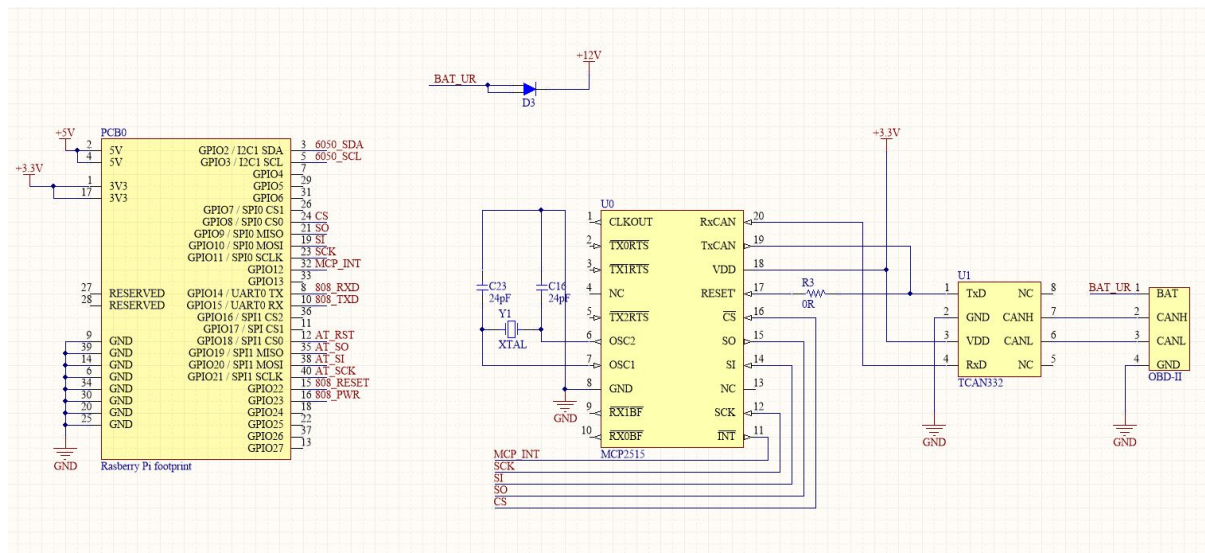 +12V
BAT_UR
D3
+5V
PCB0
2 5V GPIO2 / I2C1 SDA 3 6050_SDA
4 5V GPIO3 / I2C1 SCL 5 6050_SCL
+3.3V
GPIO4 7
1 3V3 GPIO5 29
17 3V3 GPIO6 31
GPIO7 / SPI0 CS1 26
GPIO8 / SPI0 CS0 24 CS
GPIO9 / SPI0 MISO 21 SO
GPIO10 / SPI0 MOSI 19 SI
GPIO11 / SPI0 SCLK 23 SCK
GPIO12 32 MCP_INT
GPIO13 33
27 RESERVED GPIO14 / UART0 TX 8 808_RXD
28 RESERVED GPIO15 / UART0 RX 10 808_TXD
GPIO16 / SPI1 CS2 36
GPIO17 / SPI CS1 11
9 GND GPIO18 / SPI1 CS0 12 AT_RST
39 GND GPIO19 / SPI1 MISO 35 AT_SO
14 GND GPIO20 / SPI1 MOSI 38 AT_SI
6 GND GPIO21 / SPI1 SCLK 40 AT_SCK
34 GND GPIO22 15 808_RESET
30 GND GPIO23 16 808_PWR
20 GND GPIO24 18
25 GND GPIO25 22
GPIO26 37
GPIO27 13
GND
Rasberry Pi footprint
U0
1 CLKOUT RxCAN 20
2 TX0RTS TxCAN 19
3 TX1RTS VDD 18
4 NC RESET' 17
5 TX2RTS CS 16
6 OSC2 SO 15
7 OSC1 SI 14
8 GND NC 13
9 RX1BF SCK 12
10 RX0BF INT 11
MCP2515
C23
24pF
C16
24pF
Y1
XTAL
GND
MCP_INT
SCK
SI
SO
CS
R3
0R
+3.3V
U1
1 TxD NC 8
2 GND CANH 7
3 VDD CANL 6
4 RxD NC 5
TCAN332
GND
BAT_UR 1 BAT
2 CANH
3 CANL
4 GND
OBD-II
GND